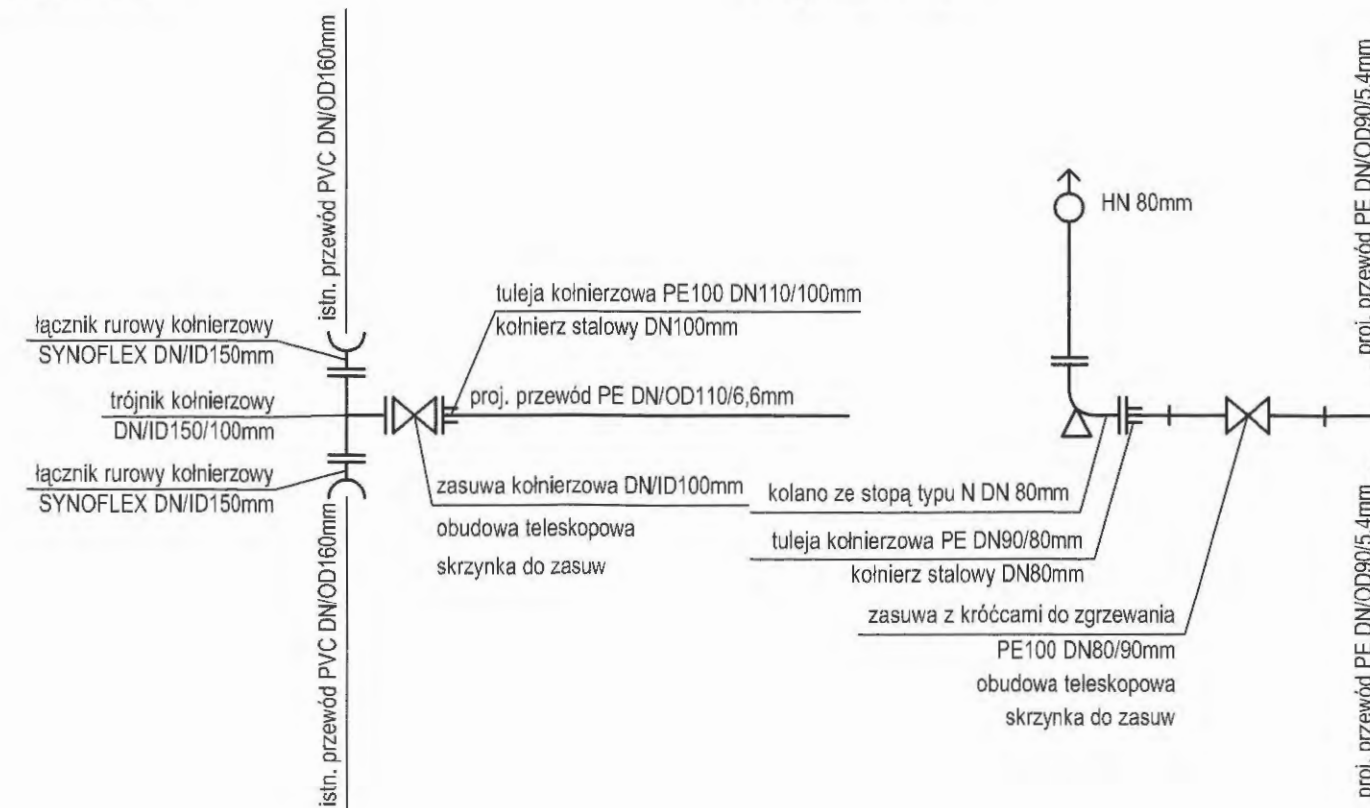 istn. przewód PVC DN/OD160mm
łącznik rurowy kołnierzowy
SYNOFLEX DN/ID150mm
trójnik kołnierzowy
DN/ID150/100mm
łącznik rurowy kołnierzowy
SYNOFLEX DN/ID150mm
istn. przewód PVC DN/OD160mm
tuleja kołnierzowa PE100 DN110/100mm
kołnierz stalowy DN100mm
proj. przewód PE DN/OD110/6,6mm
zasuwa kołnierzowa DN/ID100mm
obudowa teleskopowa
skrzynka do zasuw
HN 80mm
kolano ze stopą typu N DN 80mm
tuleja kołnierzowa PE DN90/80mm
kołnierz stalowy DN80mm
zasuwa z króćcami do zgrzewania
PE100 DN80/90mm
obudowa teleskopowa
skrzynka do zasuw
proj. przewód PE DN/OD90/5,4mm
proj. przewód PE DN/OD90/5,4mm